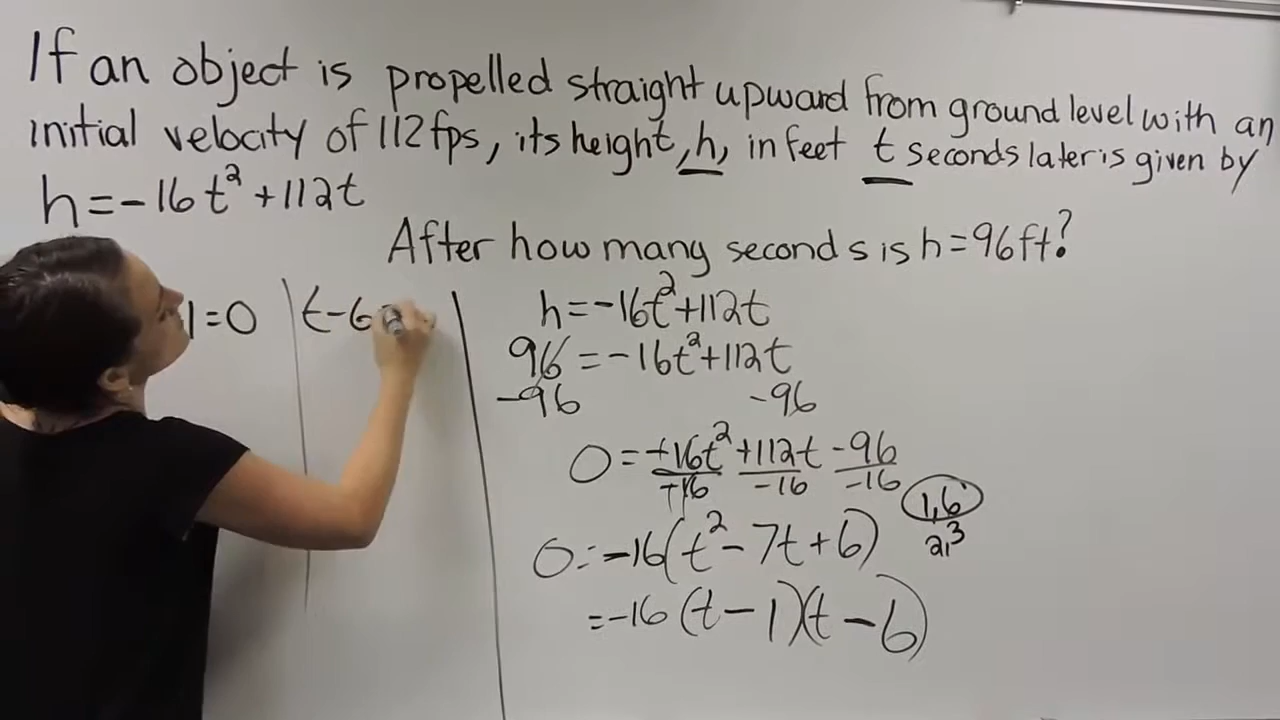 If an object is propelled straight upward from ground level with an
initial velocity of 112 fps, its height, h, in feet t seconds later is given by
h=-16t²+112t
After how many seconds is h=96ft?
1=0
t-6
h=-16t²+112t
96=-16t²+112t
-96 -96
0=-16t²+112t-96
-16 -16 -16
1,6
2,3
0=-16(t²-7t+6)
=-16(t-1)(t-6)